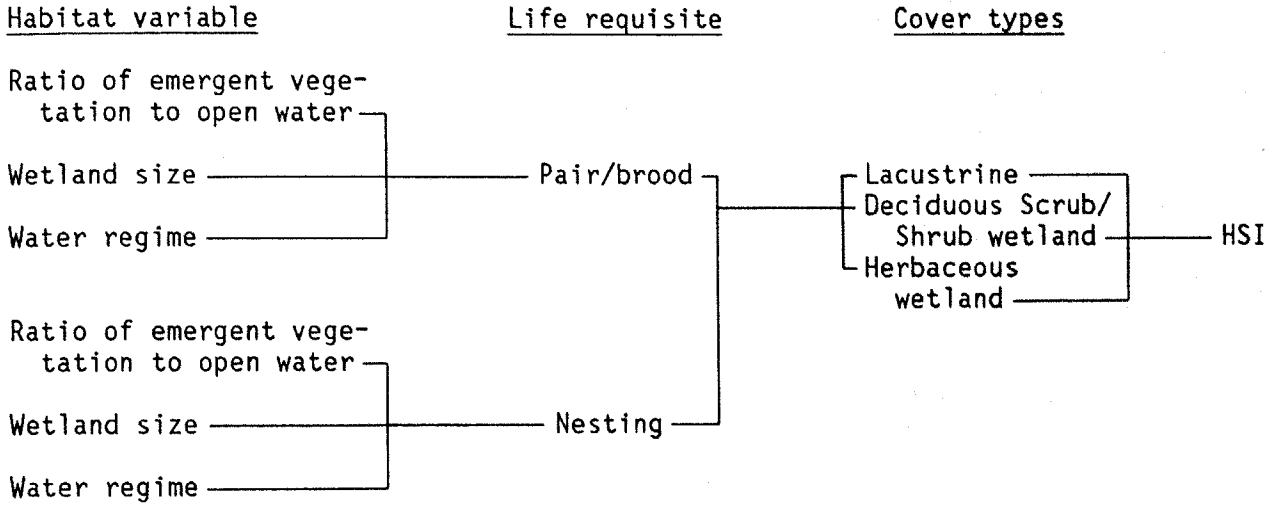 Habitat variable Life requisite Cover types
Ratio of emergent vege-
tation to open water
Wetland size Pair/brood Lacustrine
Deciduous Scrub/
Water regime Shrub wetland HSI
Herbaceous
wetland
Ratio of emergent vege-
tation to open water
Wetland size Nesting
Water regime